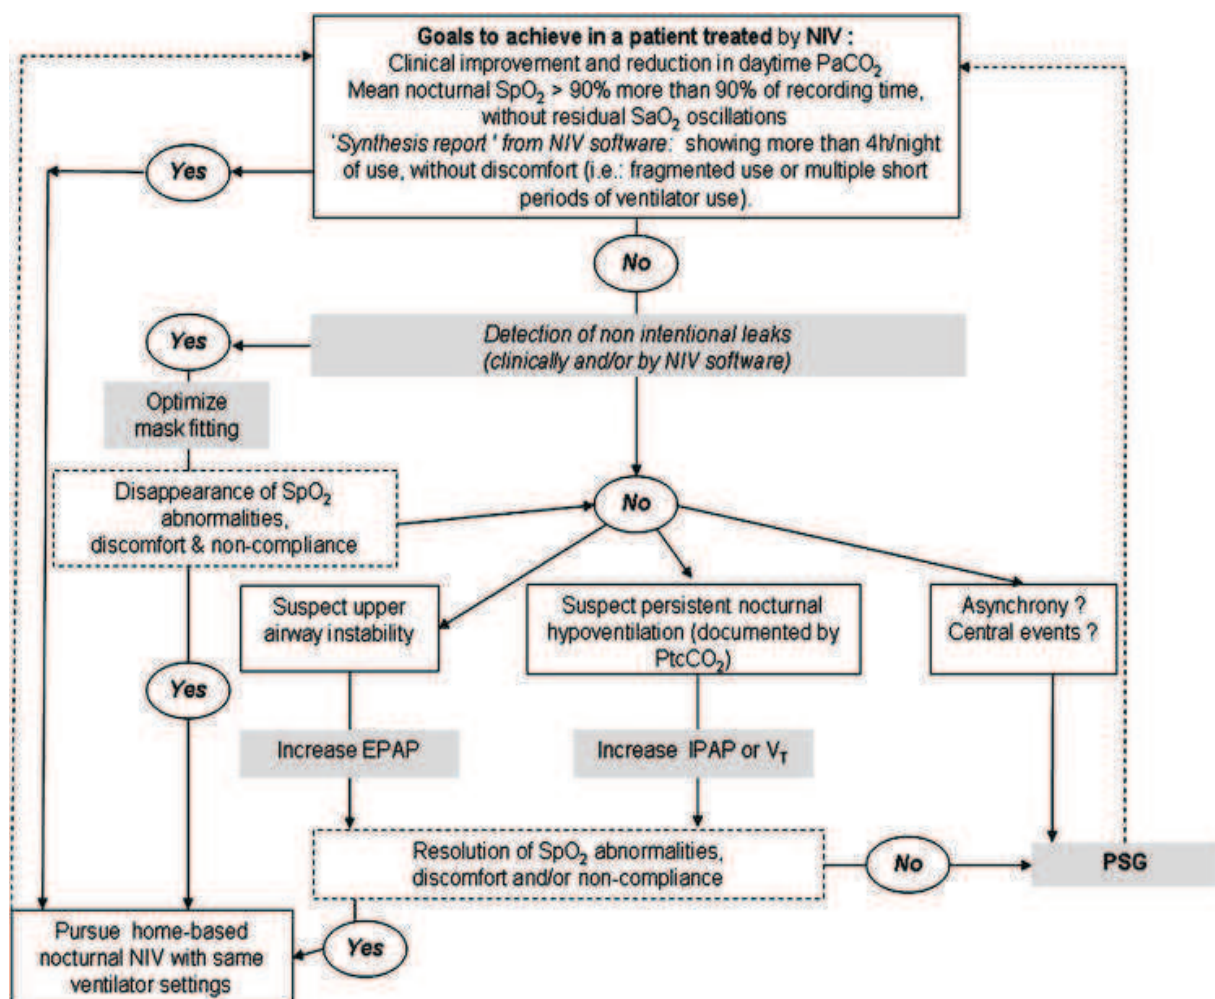 Goals to achieve in a patient treated by NIV :
Clinical improvement and reduction in daytime PaCO₂
Mean nocturnal SpO₂ > 90% more than 90% of recording time,
without residual SaO₂ oscillations
'Synthesis report ' from NIV software: showing more than 4h/night
of use, without discomfort (i.e.: fragmented use or multiple short
periods of ventilator use).
Yes
No
Detection of non intentional leaks
(clinically and/or by NIV software)
Yes
Optimize
mask fitting
Disappearance of SpO₂
abnormalities,
discomfort & non-compliance
No
Suspect upper
airway instability
Suspect persistent nocturnal
hypoventilation (documented by
PtcCO₂)
Asynchrony ?
Central events ?
Yes
Increase EPAP
Increase IPAP or V_T
Resolution of SpO₂ abnormalities,
discomfort and/or non-compliance
No
PSG
Pursue home-based
nocturnal NIV with same
ventilator settings
Yes